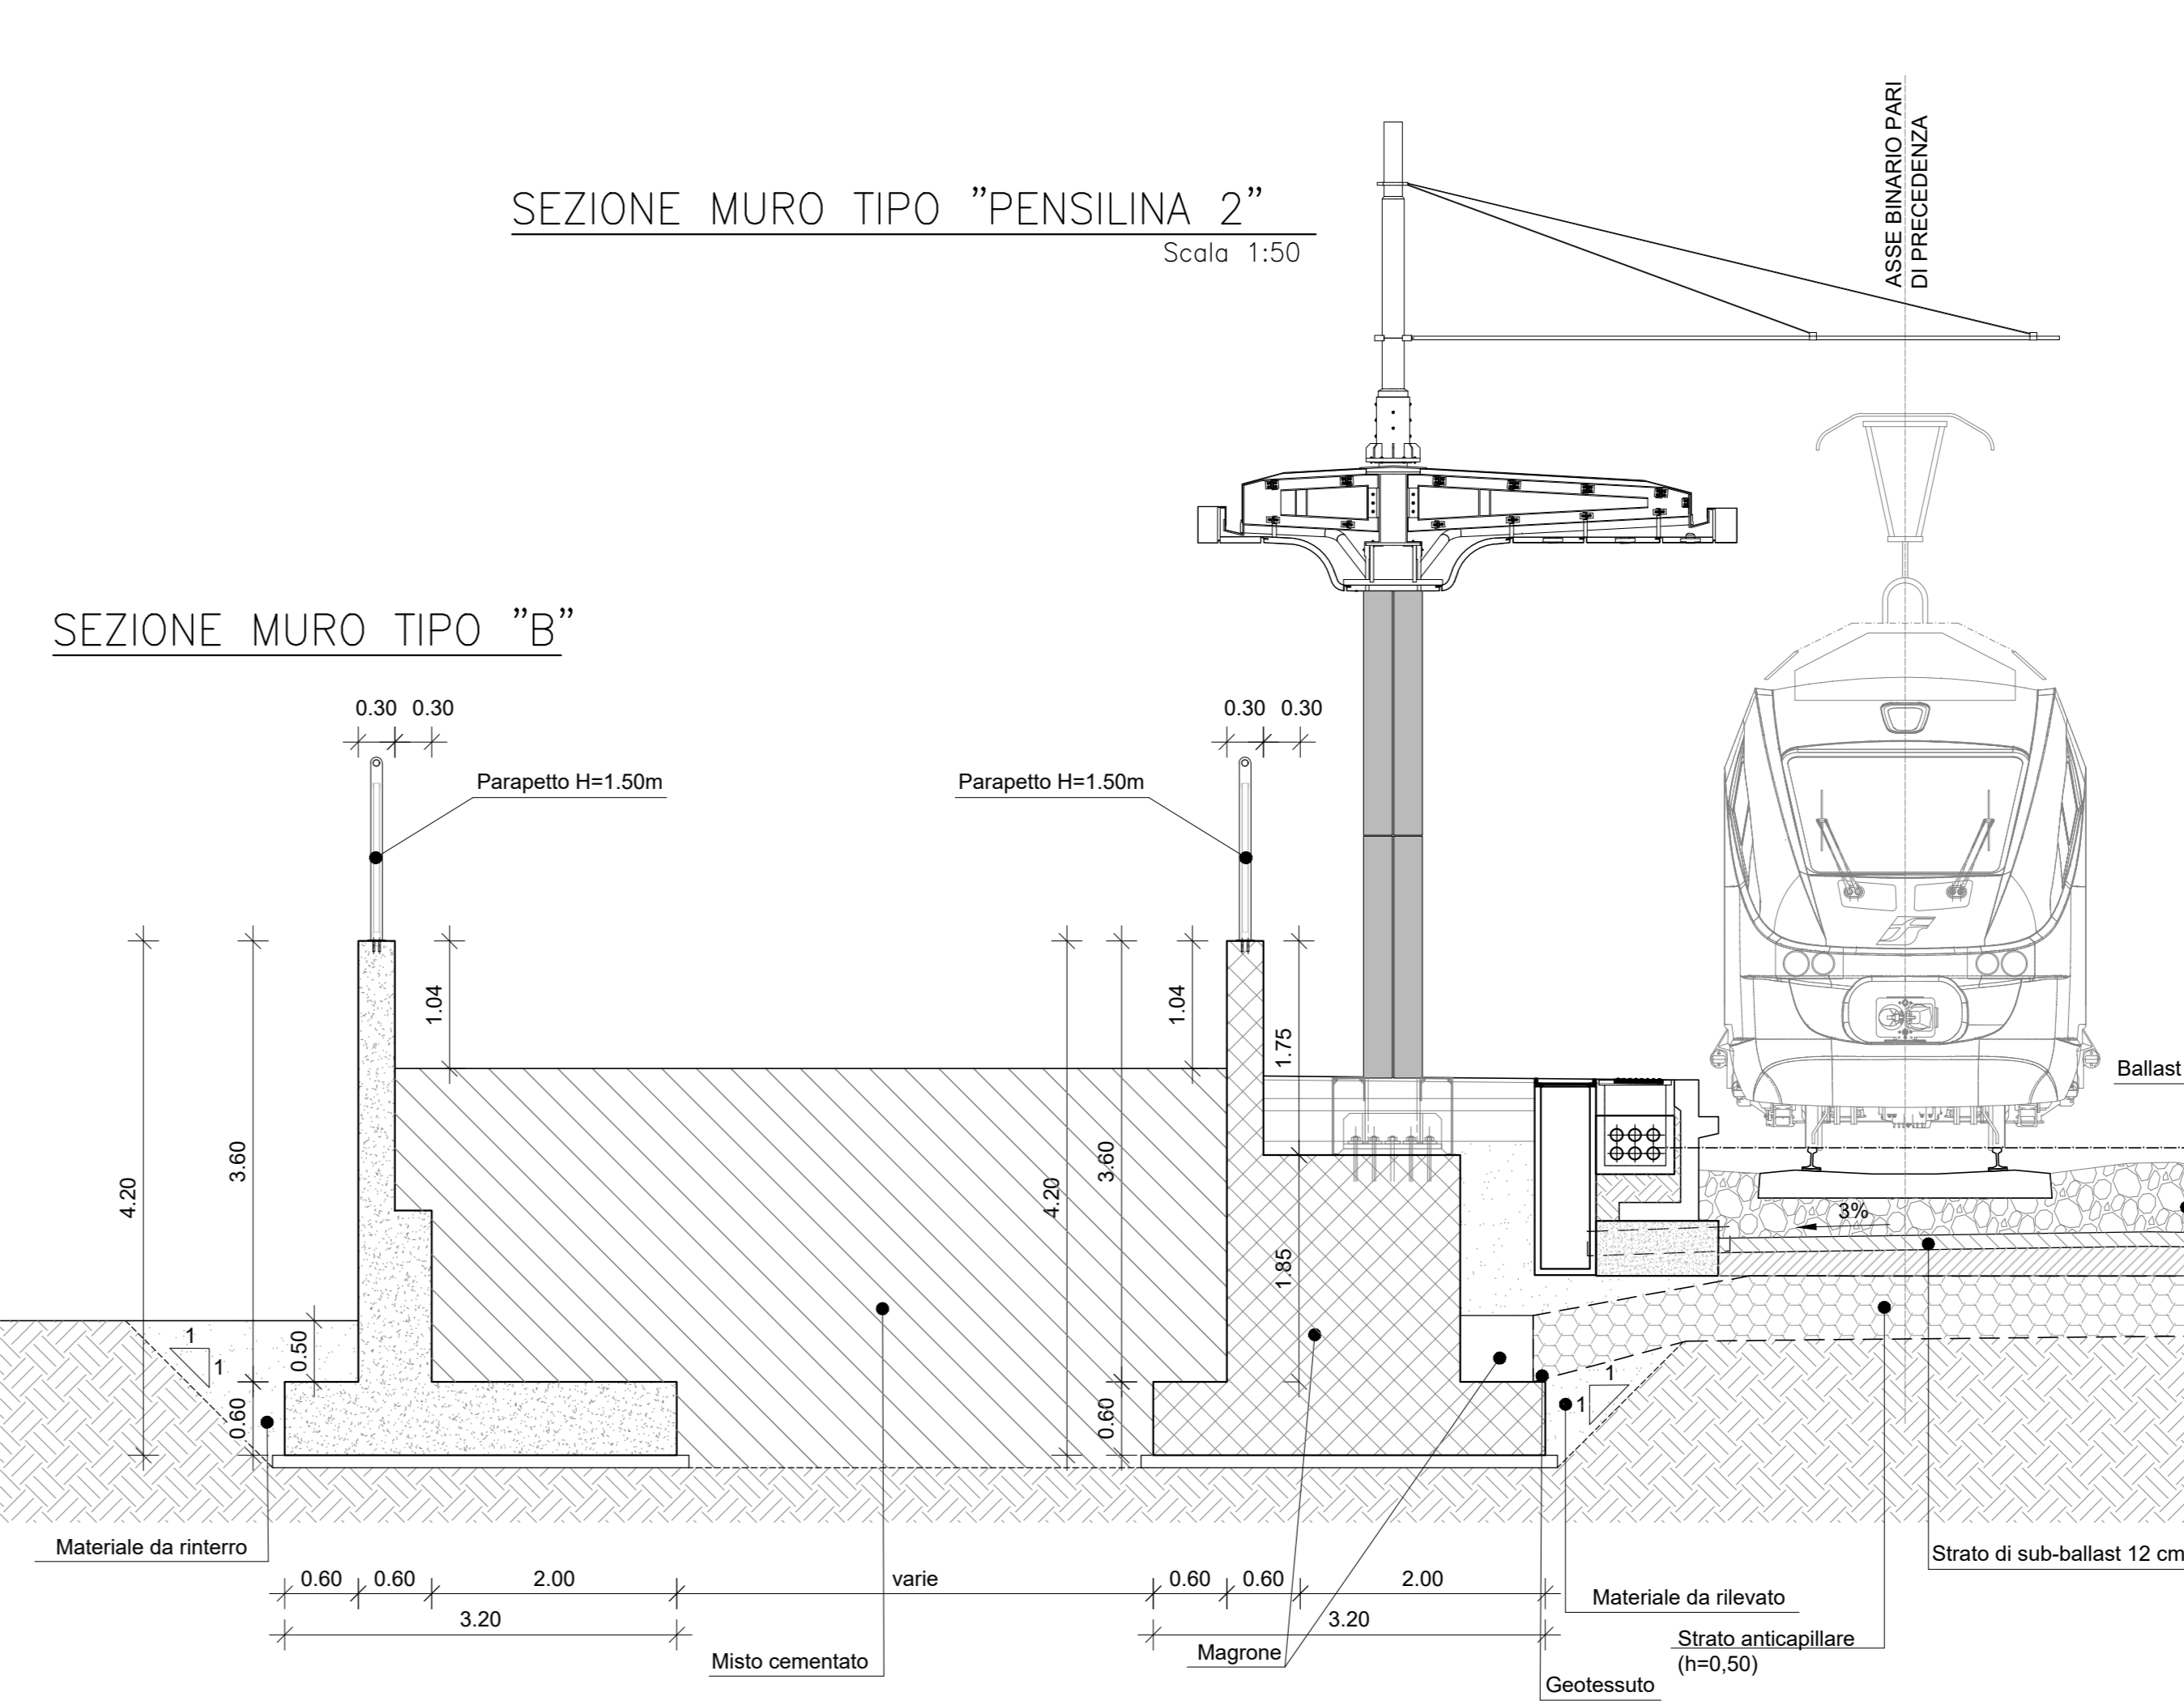 ASSE BINARIO PARI
DI PRECEDENZA
SEZIONE MURO TIPO "PENSILINA 2"
Scala 1:50
SEZIONE MURO TIPO "B"
0.30 0.30
0.30 0.30
Parapetto H=1.50m
Parapetto H=1.50m
1.04
1.04
1.75
Ballast
4.20
3.60
4.20
3.60
3%
1.85
0.50
1
1
1
1
0.60
0.60
Materiale da rinterro
Strato di sub-ballast 12 cm
0.60 0.60 2.00 varie 0.60 0.60 2.00
Materiale da rilevato
3.20
3.20
Strato anticapillare
(h=0,50)
Misto cementato
Magrone
Geotessuto